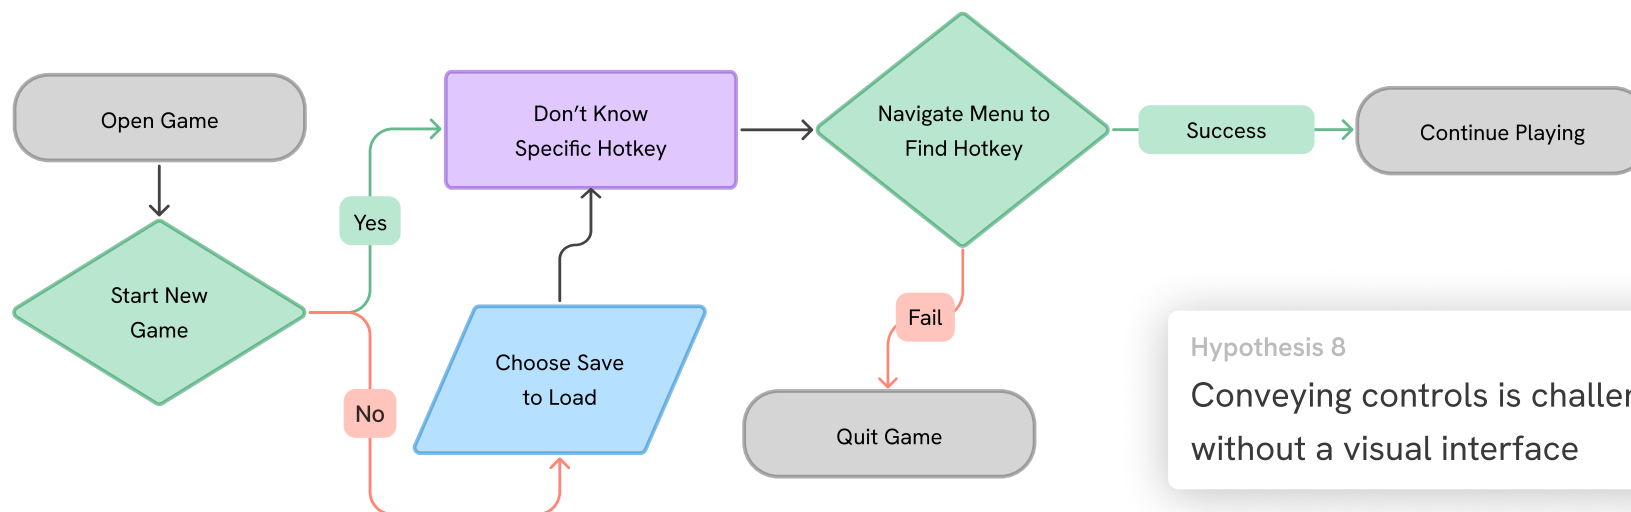 Open Game
Start New
Game
Yes
No
Don’t Know
Specific Hotkey
Choose Save
to Load
Navigate Menu to
Find Hotkey
Success
Continue Playing
Fail
Quit Game
Hypothesis 8
Conveying controls is
without a visual interface